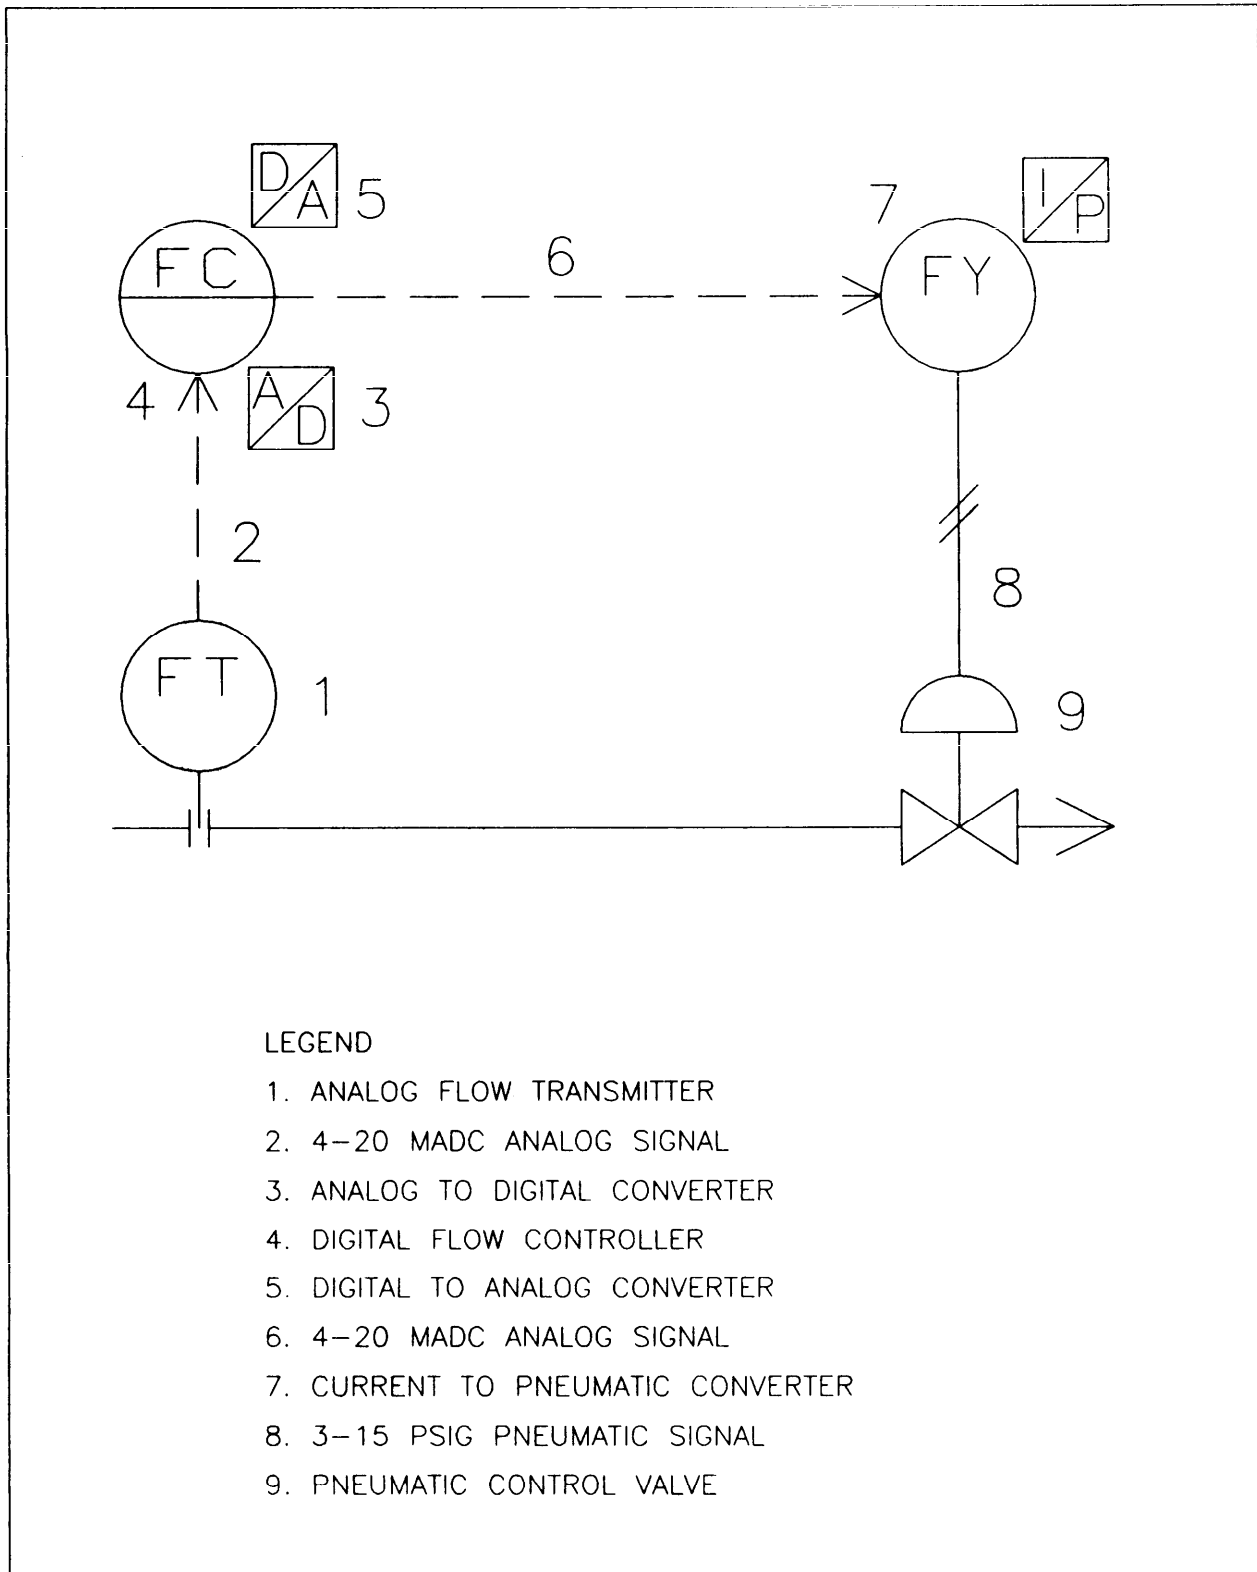 D/A 5
7
I/P
FC
6
FY
4
A/D 3
2
8
FT
1
9
LEGEND
1. ANALOG FLOW TRANSMITTER
2. 4-20 MADC ANALOG SIGNAL
3. ANALOG TO DIGITAL CONVERTER
4. DIGITAL FLOW CONTROLLER
5. DIGITAL TO ANALOG CONVERTER
6. 4-20 MADC ANALOG SIGNAL
7. CURRENT TO PNEUMATIC CONVERTER
8. 3-15 PSIG PNEUMATIC SIGNAL
9. PNEUMATIC CONTROL VALVE